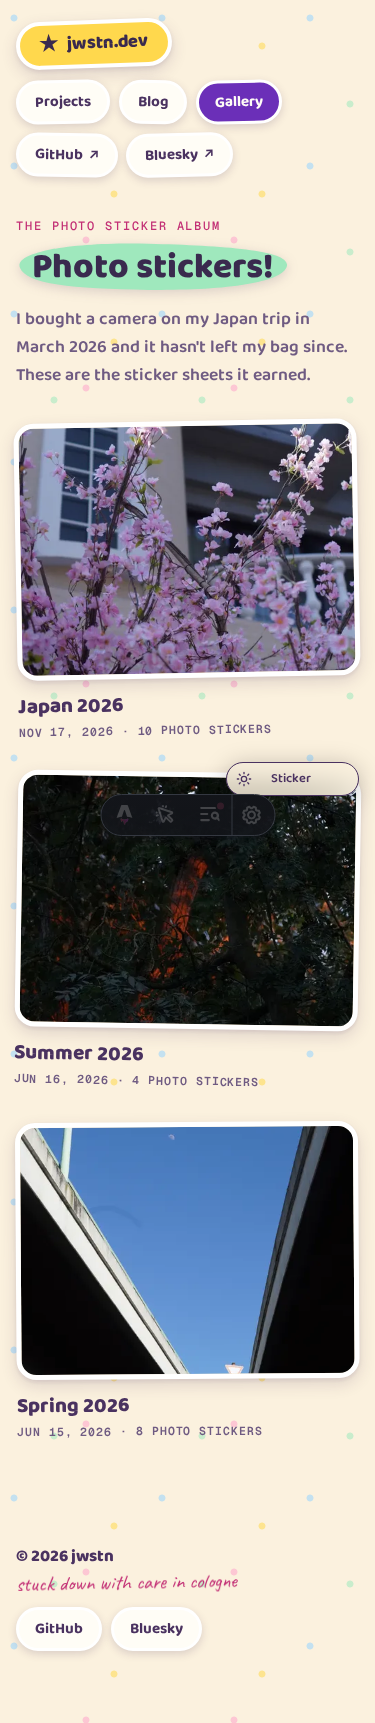 ★ jwstn.dev
Projects
Blog
Gallery
GitHub ↗
Bluesky ↗
THE PHOTO STICKER ALBUM
Photo stickers!
I bought a camera on my Japan trip in
March 2026 and it hasn't left my bag since.
These are the sticker sheets it earned.
Japan 2026
NOV 17, 2026 · 10 PHOTO STICKERS
Sticker
Summer 2026
JUN 16, 2026 · 4 PHOTO STICKERS
Spring 2026
JUN 15, 2026 · 8 PHOTO STICKERS
© 2026 jwstn
stuck down with care in cologne
GitHub
Bluesky